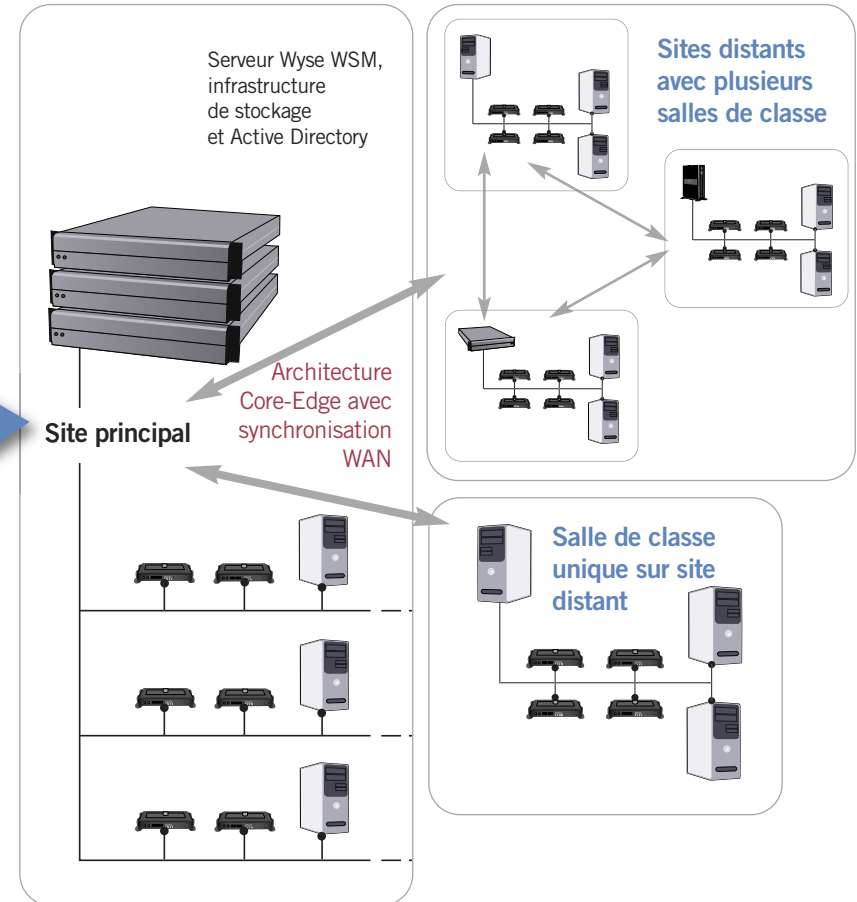 Serveur Wyse WSM,
infrastructure
de stockage
et Active Directory
Sites distants
avec plusieurs
salles de classe
Architecture
Core-Edge avec
synchronisation
WAN
Site principal
Salle de classe
unique sur site
distant